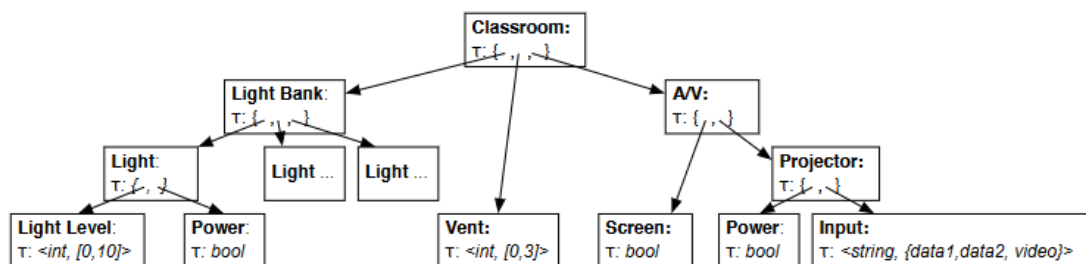 Classroom:
τ: { , , }
Light Bank:
τ: { , , , }
A/V:
τ: { , , }
Light:
τ: { , }
Light ...
Light ...
Projector:
τ: { , }
Light Level:
τ: <int, [0,10]>
Power:
τ: bool
Vent:
τ: <int, [0,3]>
Screen:
τ: bool
Power:
τ: bool
Input:
τ: <string, {data1,data2, video}>